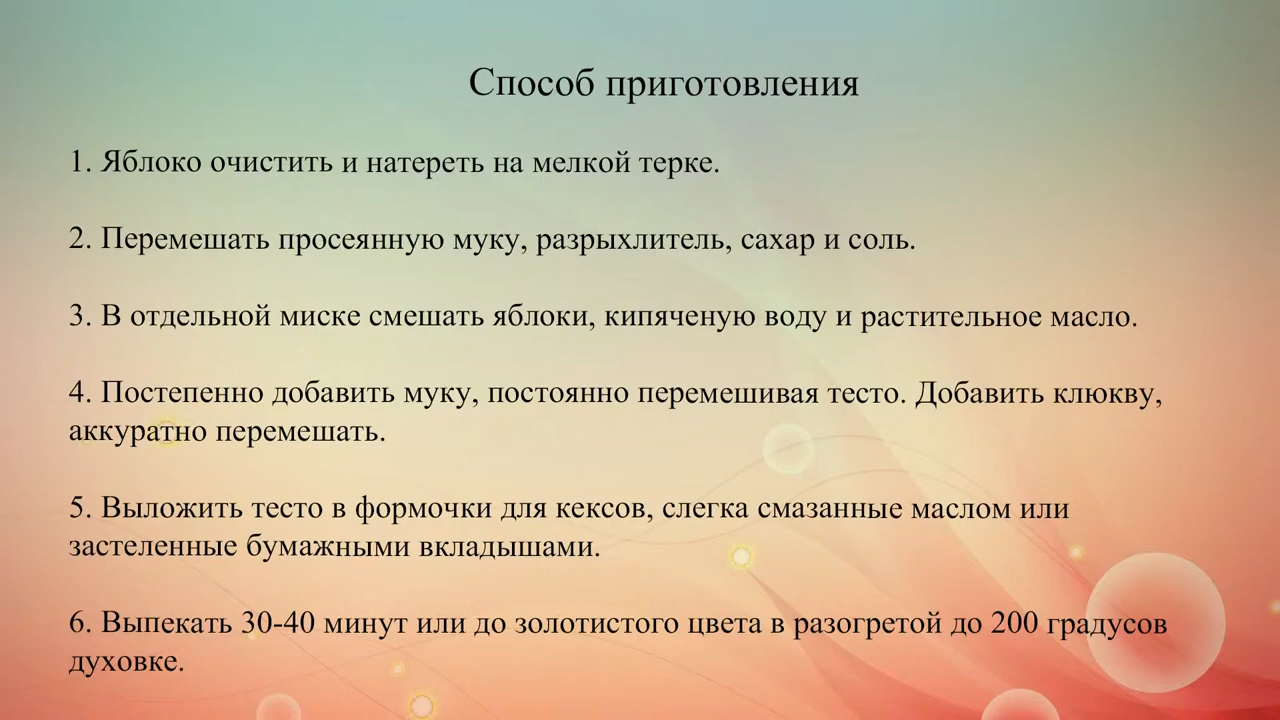 Способ приготовления
1. Яблоко очистить и натереть на мелкой терке.
2. Перемешать просеянную муку, разрыхлитель, сахар и соль.
3. В отдельной миске смешать яблоки, кипяченую воду и растительное масло.
4. Постепенно добавить муку, постоянно перемешивая тесто. Добавить клюкву,
аккуратно перемешать.
5. Выложить тесто в формочки для кексов, слегка смазанные маслом или
застеленные бумажными вкладышами.
6. Выпекать 30-40 минут или до золотистого цвета в разогретой до 200 градусов
духовке.